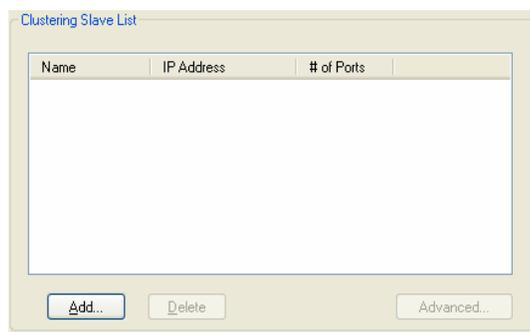 Clustering Slave List
Name IP Address # of Ports
Add... Delete Advanced...